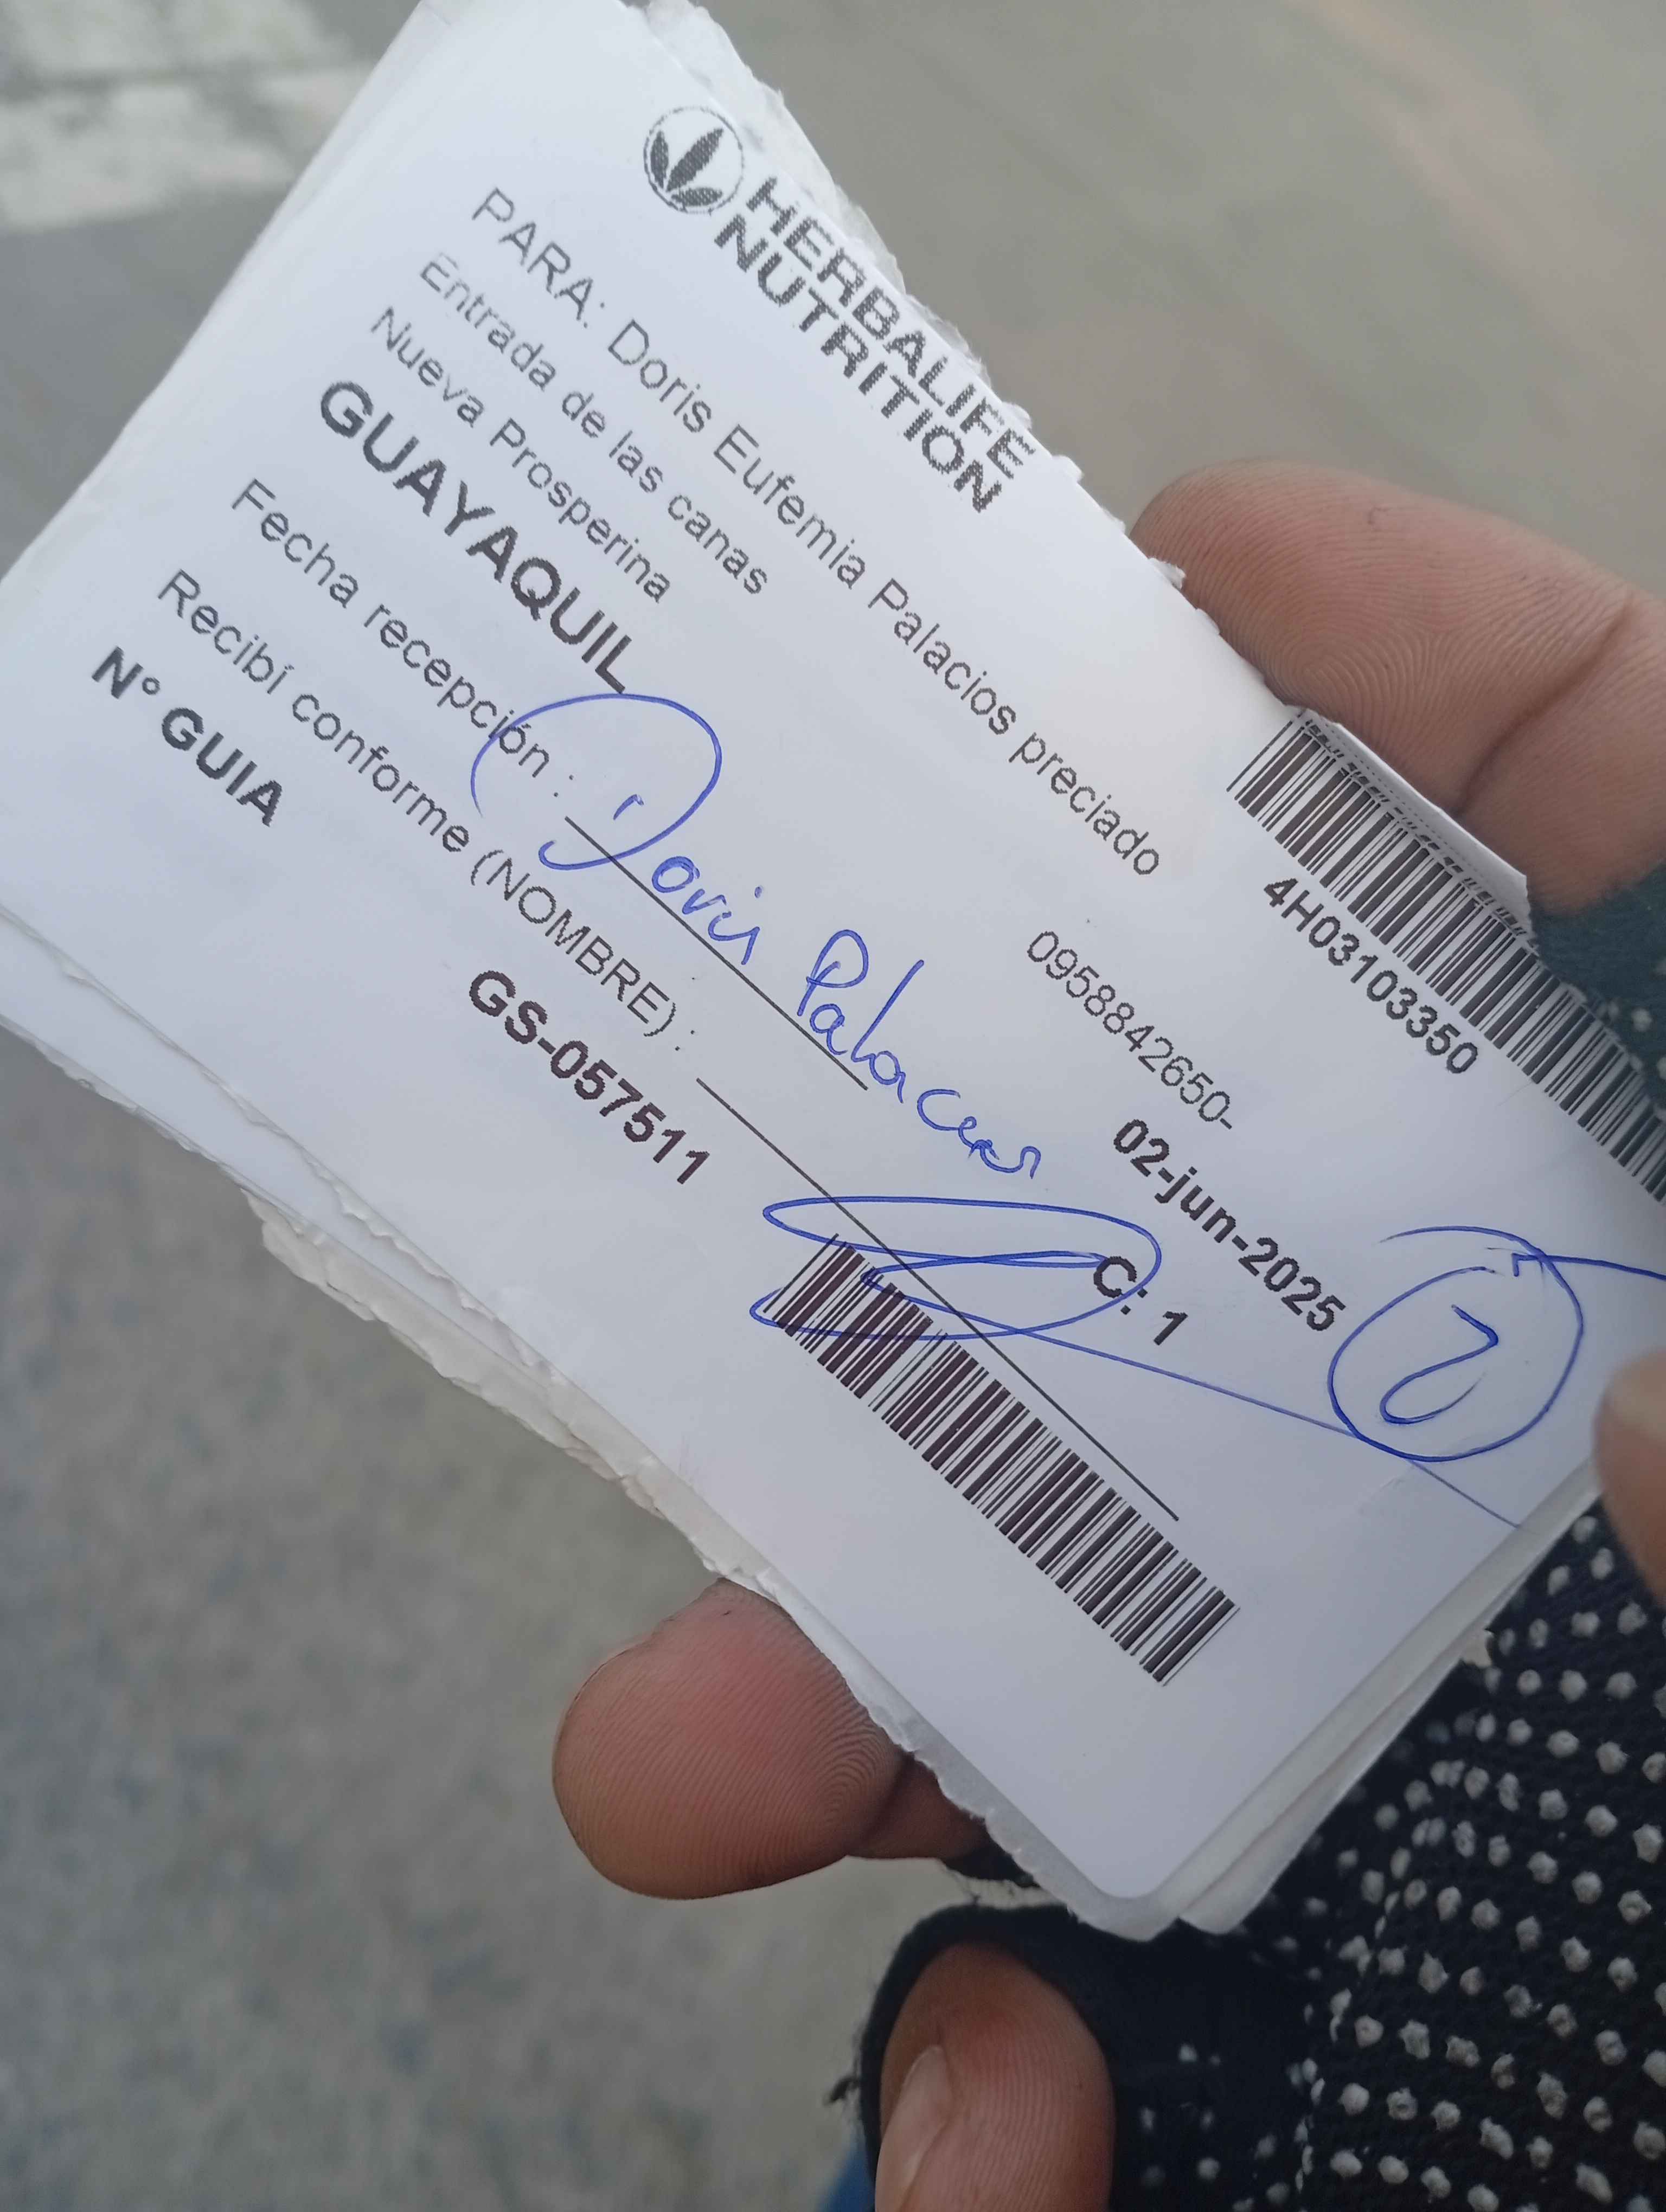 HERBALIFE
NUTRITION
4H03103350
PARA: Doris Eufemia Palacios preciado
Entrada de las canas
0958842650-
Nueva Prosperina
02-jun-2025
GUAYAQUIL
C: 1
2
Fecha recepción :
Doris Palacios
Recibí conforme (NOMBRE) :
N° GUIA
GS-057511